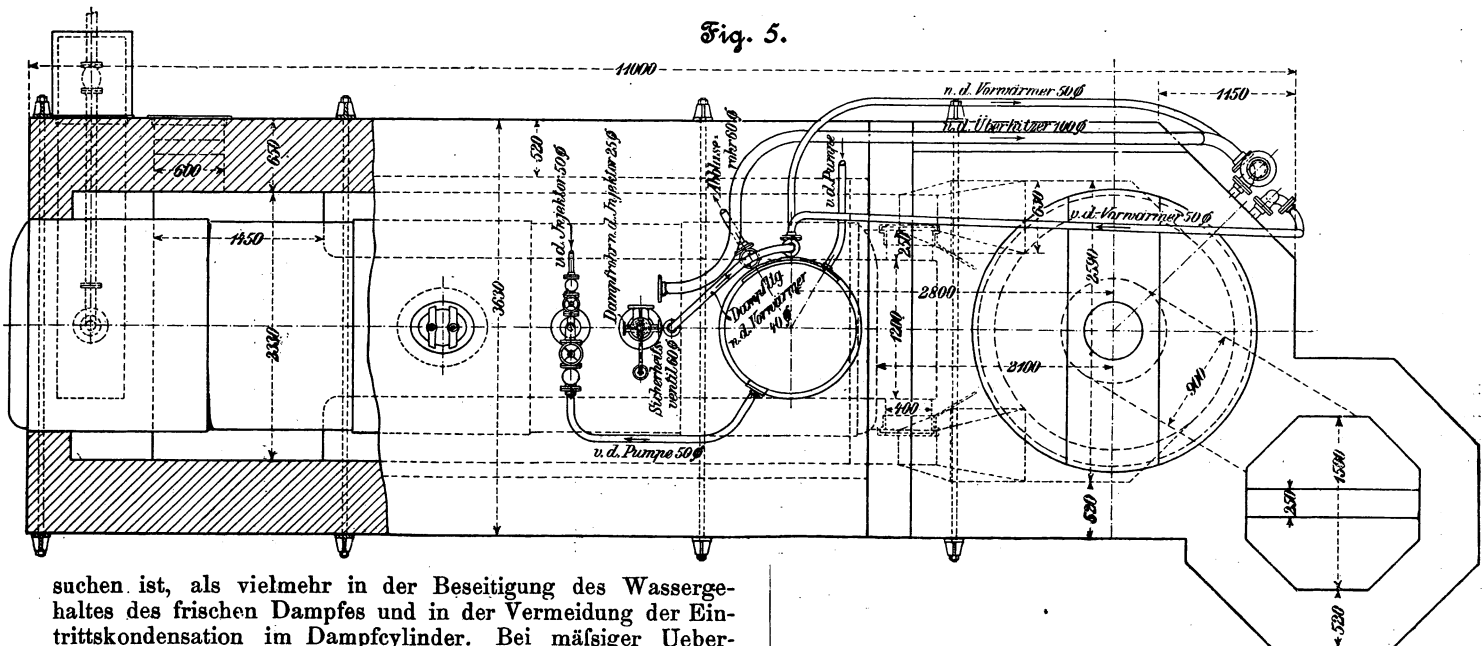 Fig. 5.
11000
n. d. Vorwärmer 50 ϕ
1150
n. d. Überhitzer 100 ϕ
650
600
520
v. d. Injektor 50 ϕ
Dampfrohr n. d. Injektor 25 ϕ
Abblase-
rohr 60 ϕ
v. d. Pumpe
630
v. d. Vorwärmer 50 ϕ
1450
250
2590
3630
2330
Dampfltg
n. d. Vorwärmer
40 ϕ
2800
1200
Sicherheits-
ventil 60 ϕ
2100
900
400
v. d. Pumpe 50 ϕ
1590
250
520
520
suchen ist, als vielmehr in der Beseitigung des Wasserge-
haltes des frischen Dampfes und in der Vermeidung der Ein-
trittskondensation im Dampfcylinder. Bei mäſsiger Ueber-